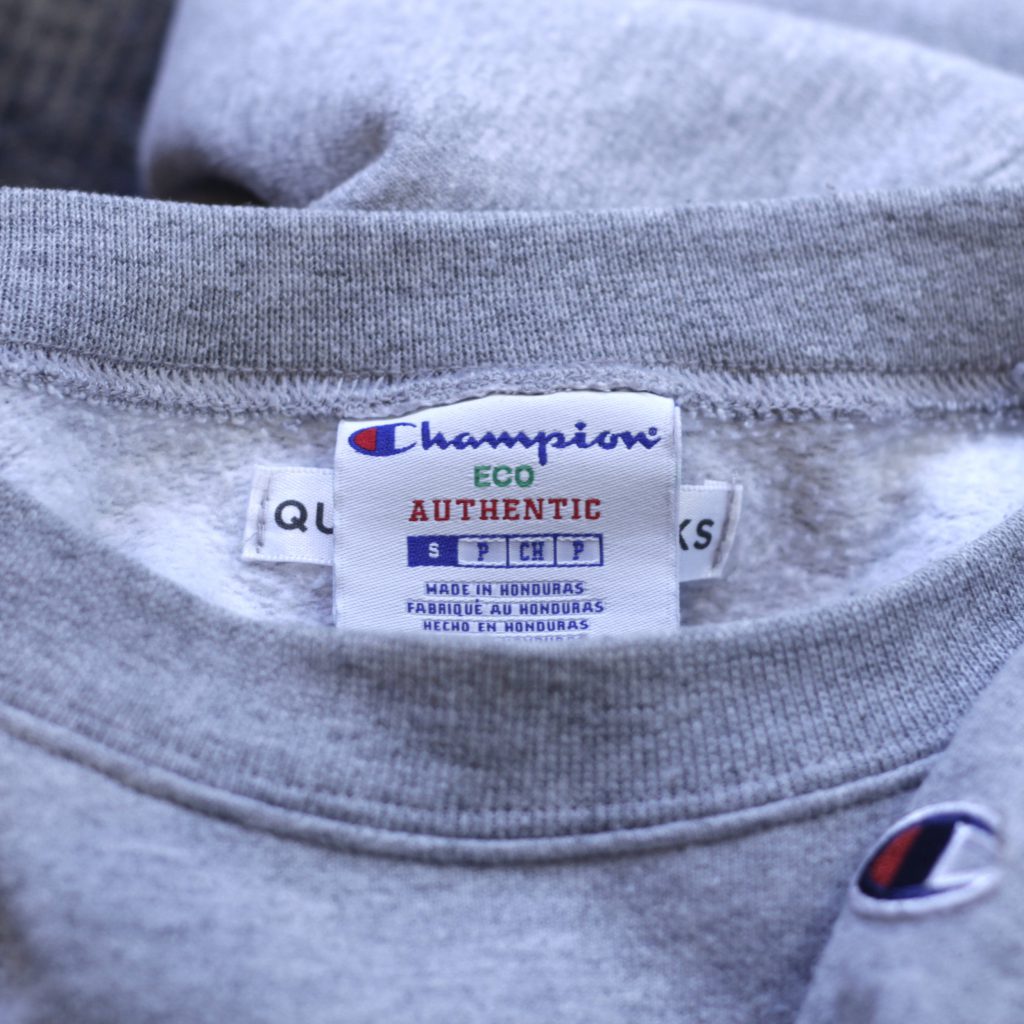 Champion®
ECO
AUTHENTIC
S P CH P
MADE IN HONDURAS
FABRIQUÉ AU HONDURAS
HECHO EN HONDURAS
QU
KS